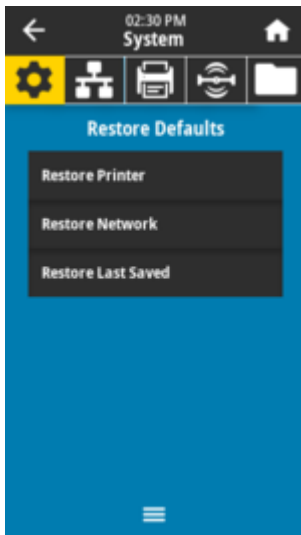 02:30 PM
System
Restore Defaults
Restore Printer
Restore Network
Restore Last Saved